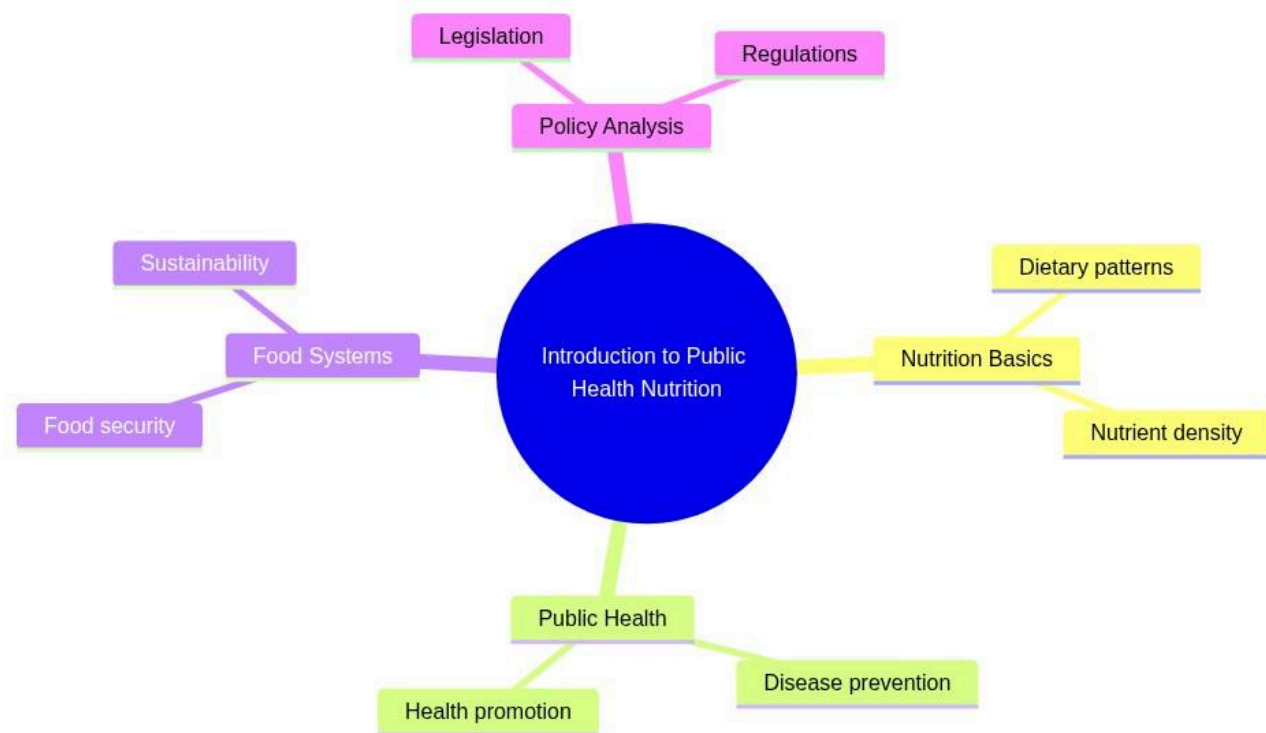 Legislation
Regulations
Policy Analysis
Sustainability
Dietary patterns
Food Systems
Introduction to Public
Health Nutrition
Nutrition Basics
Food security
Nutrient density
Public Health
Disease prevention
Health promotion